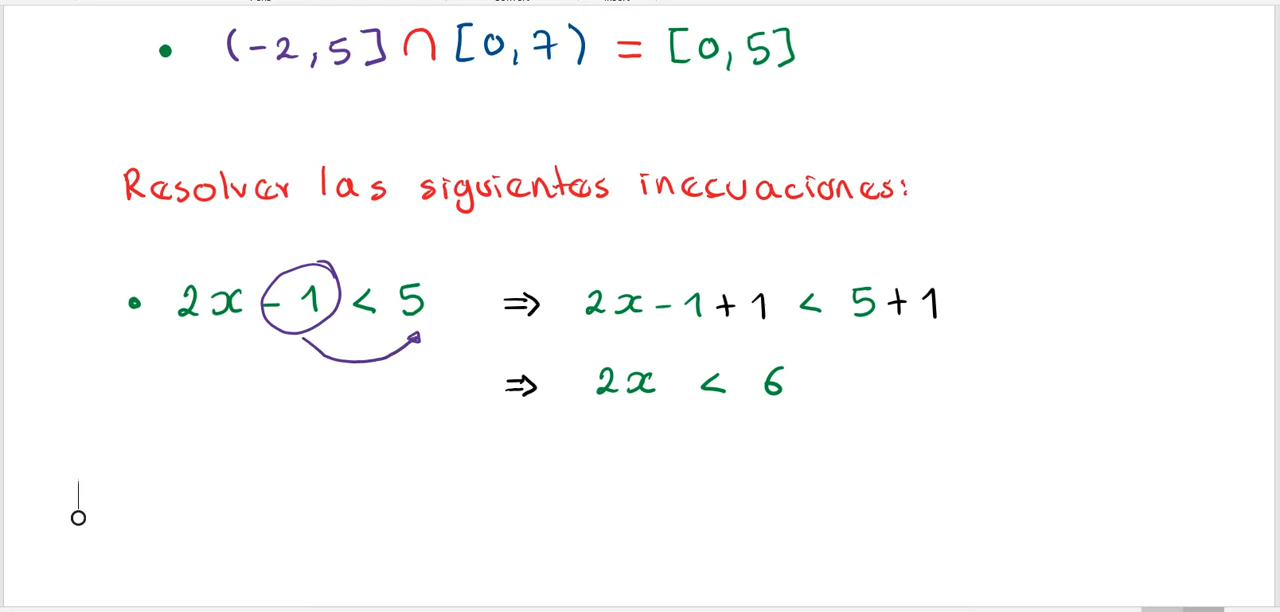 • (-2, 5] ∩ [0, 7) = [0, 5]
Resolver las siguientes inecuaciones:
• 2x - 1 < 5 ⇒ 2x - 1 + 1 < 5 + 1
⇒ 2x < 6